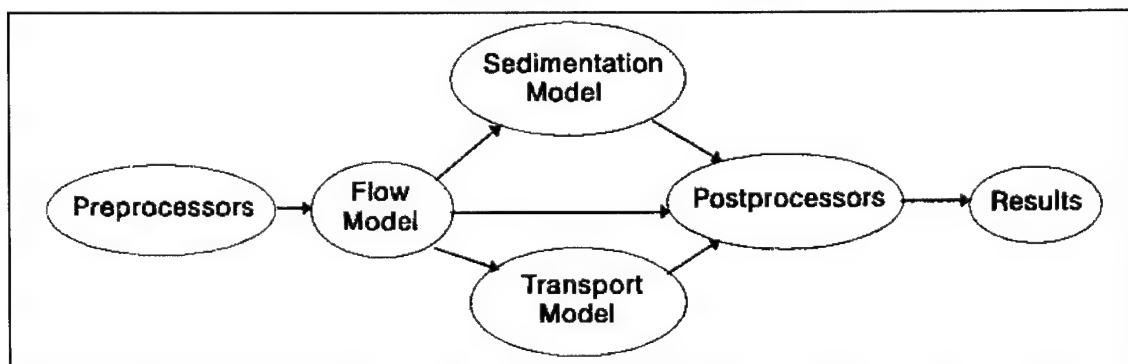 Sedimentation
Model
Preprocessors
Flow
Model
Postprocessors
Results
Transport
Model